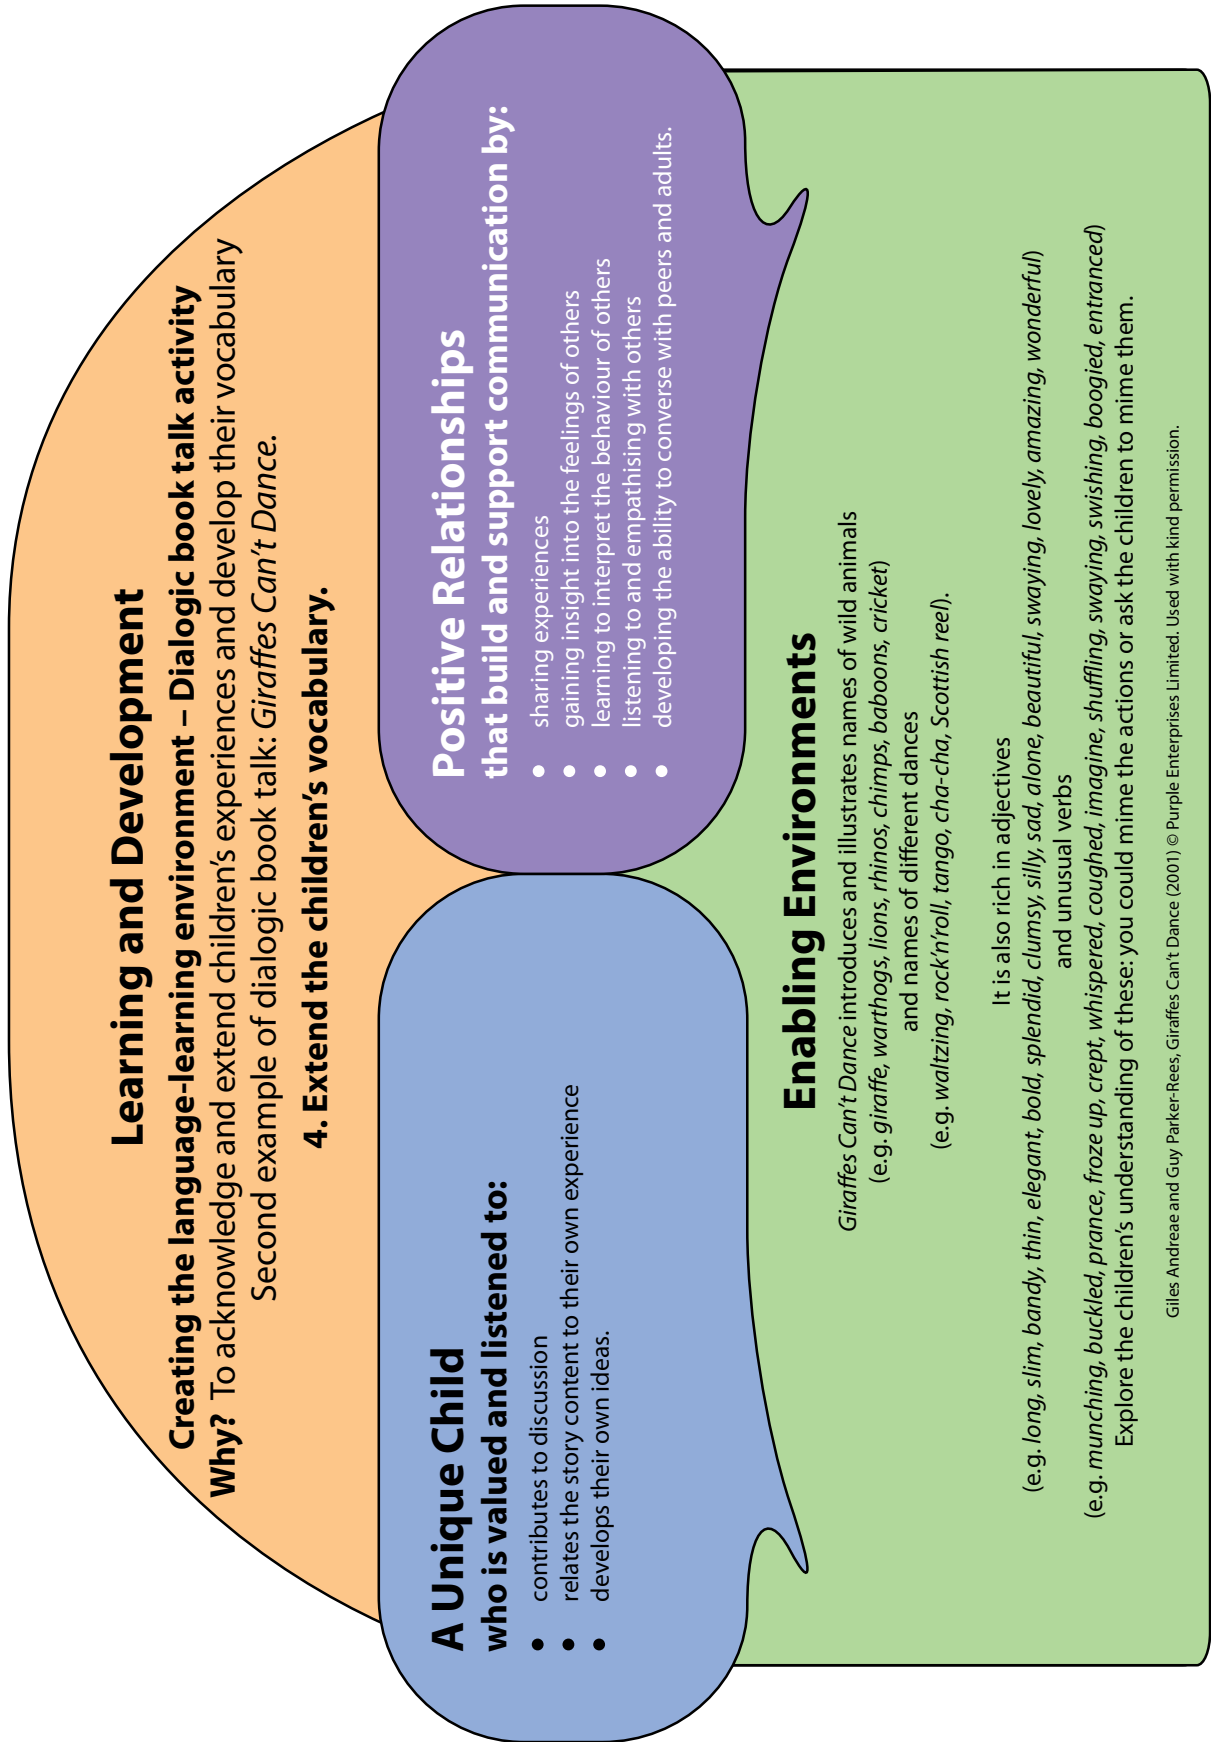 Learning and Development
Creating the language-learning environment – Dialogic book talk activity
Why? To acknowledge and extend children’s experiences and develop their vocabulary
Second example of dialogic book talk: Giraffes Can’t Dance.
4. Extend the children’s vocabulary.
A Unique Child
who is valued and listened to:
• contributes to discussion
• relates the story content to their own experience
• develops their own ideas.
Positive Relationships
that build and support communication by:
• sharing experiences
• gaining insight into the feelings of others
• learning to interpret the behaviour of others
• listening to and empathising with others
• developing the ability to converse with peers and adults.
Enabling Environments
Giraffes Can’t Dance introduces and illustrates names of wild animals
(e.g. giraffe, warthogs, lions, rhinos, chimps, baboons, cricket)
and names of different dances
(e.g. waltzing, rock’n’roll, tango, cha-cha, Scottish reel).
It is also rich in adjectives
(e.g. long, slim, bandy, thin, elegant, bold, splendid, clumsy, silly, sad, alone, beautiful, swaying, lovely, amazing, wonderful)
and unusual verbs
(e.g. munching, buckled, prance, froze up, crept, whispered, coughed, imagine, shuffling, swaying, swishing, boogied, entranced)
Explore the children’s understanding of these: you could mime the actions or ask the children to mime them.
Giles Andreae and Guy Parker-Rees, Giraffes Can’t Dance (2001) © Purple Enterprises Limited. Used with kind permission.